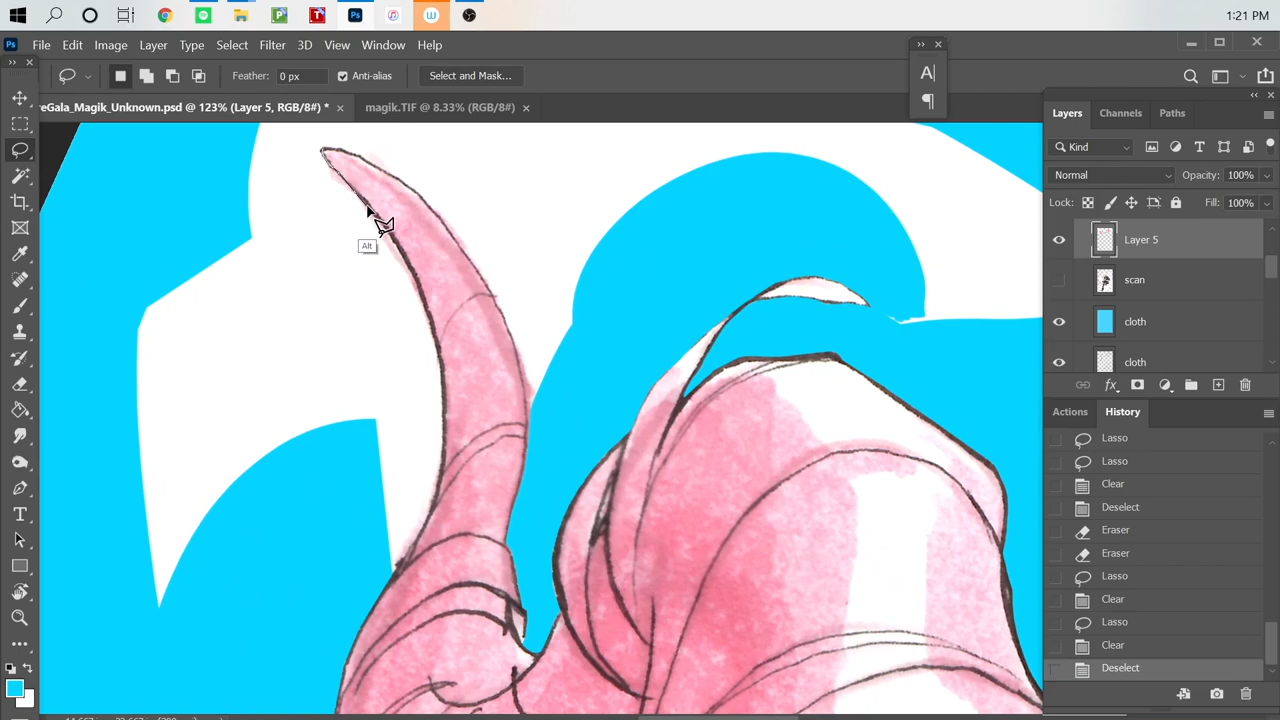 1:21 PM
Ps File Edit Image Layer Type Select Filter 3D View Window Help
Feather: 0 px Anti-alias Select and Mask...
reGala_Magik_Unknown.psd @ 123% (Layer 5, RGB/8#) * × magik.TIF @ 8.33% (RGB/8#) ×
Alt
Layers Channels Paths
Kind
Normal Opacity: 100%
Lock: Fill: 100%
Layer 5
scan
cloth
cloth
Actions History
Lasso
Lasso
Clear
Deselect
Eraser
Eraser
Lasso
Clear
Lasso
Clear
Deselect